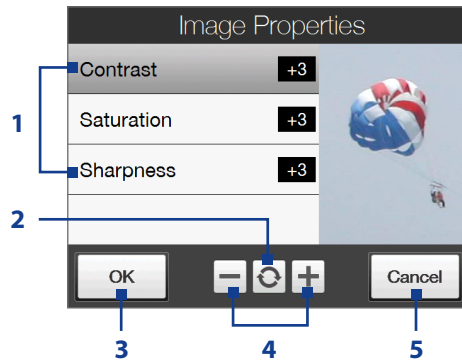 Image Properties
1
Contrast +3
Saturation +3
Sharpness +3
2
OK
Cancel
3
4
5